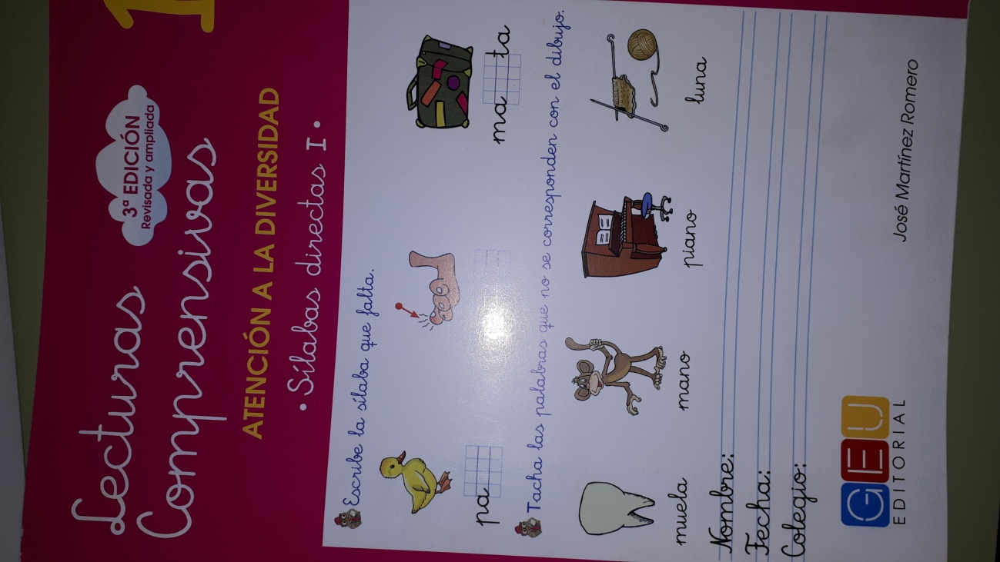 Lecturas
Comprensivas
1
3ª EDICIÓN
Revisada y ampliada
ATENCIÓN A LA DIVERSIDAD
• Sílabas directas I •
Escribe la sílaba que falta.
pa
ma ta
Tacha las palabras que no se corresponden con el dibujo.
muela mano piano luna
Nombre:
Fecha:
Colegio:
GEU
EDITORIAL
José Martínez Romero